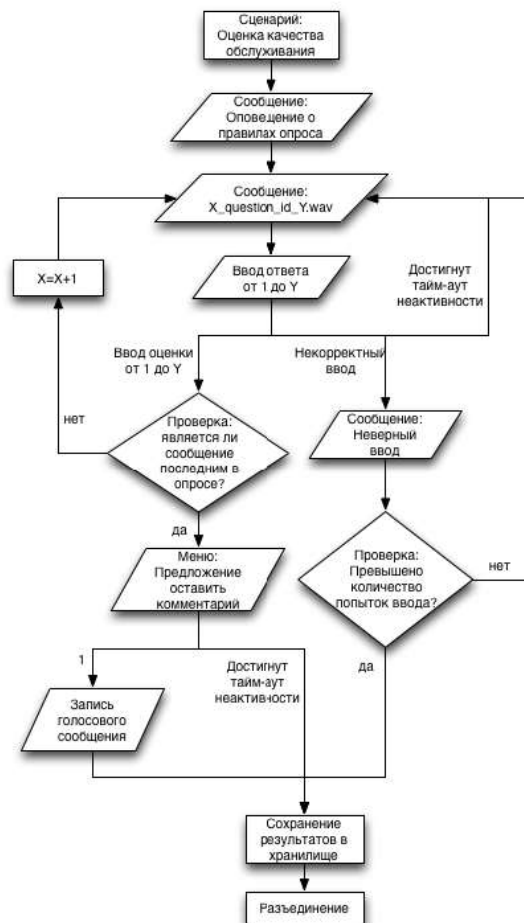 Сценарий:
Оценка качества
обслуживания
Сообщение:
Оповещение о
правилах опроса
Сообщение:
X_question_id_Y.wav
X=X+1
Ввод ответа
от 1 до Y
Достигнут
тайм-аут
неактивности
Ввод оценки
от 1 до Y
Некорректный
ввод
нет
Проверка:
является ли
сообщение
последним в
опросе?
Сообщение:
Неверный
ввод
да
Меню:
Предложение
оставить
комментарий
Проверка:
Превышено
количество
попыток ввода?
нет
1
Достигнут
тайм-аут
неактивности
да
Запись
голосового
сообщения
Сохранение
результатов в
хранилище
Разъединение